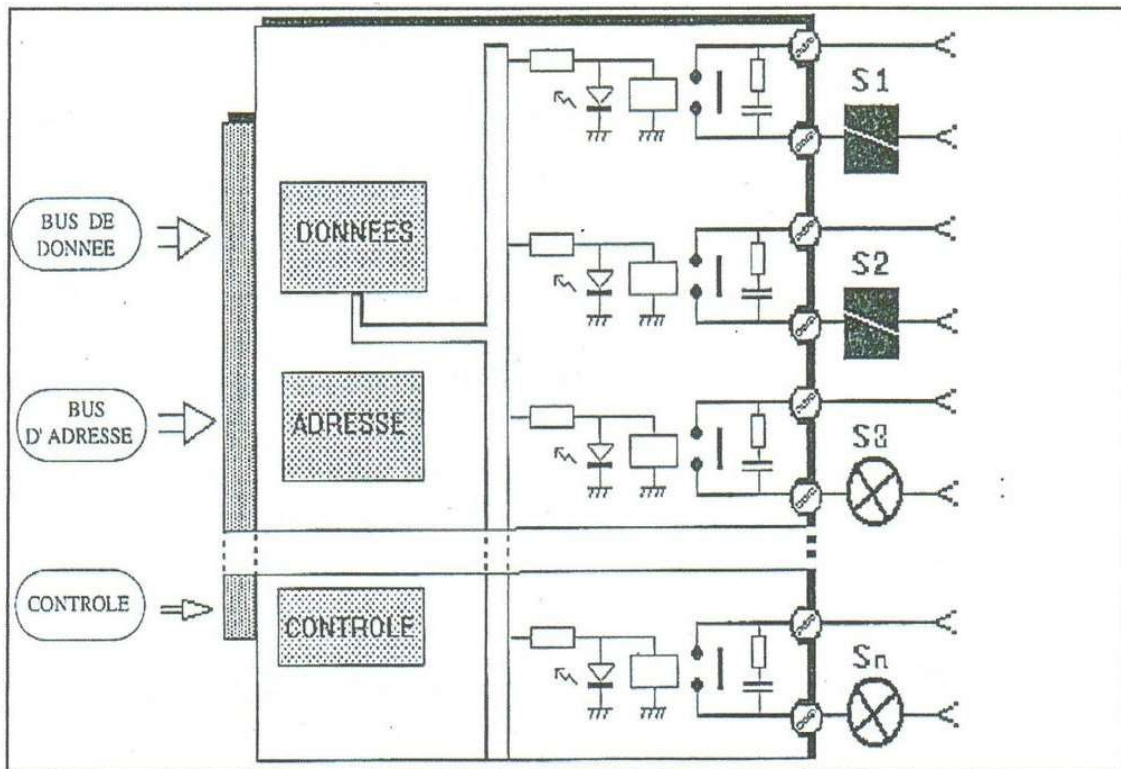 BUS DE
DONNEE
DONNEES
BUS
D' ADRESSE
ADRESSE
CONTROLE
CONTROLE
S1
S2
S3
Sn